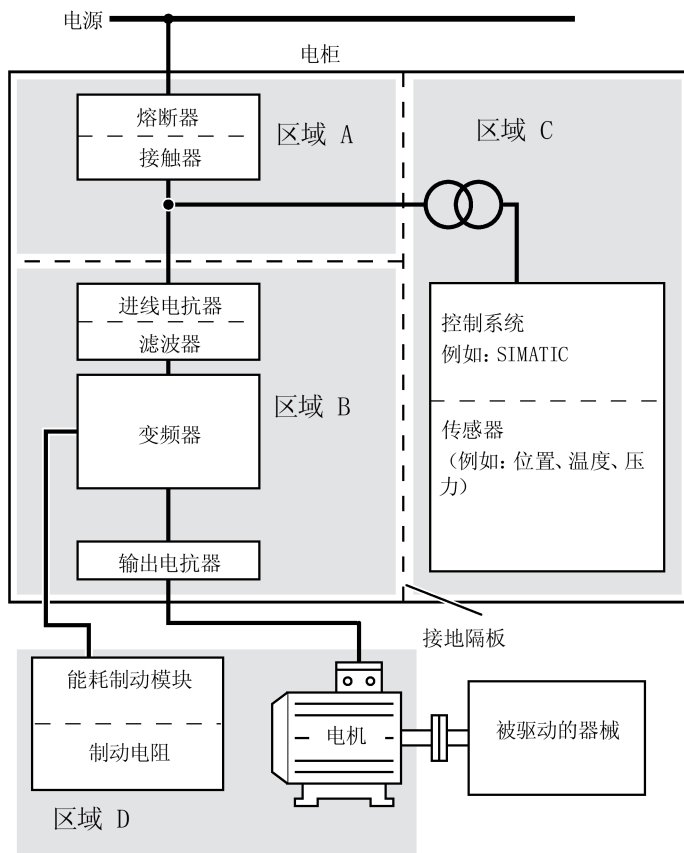 电源
电柜
熔断器
接触器
区域 A
区域 C
进线电抗器
滤波器
控制系统
例如: SIMATIC
变频器
区域 B
传感器
（例如: 位置、温度、压
力）
输出电抗器
接地隔板
能耗制动模块
制动电阻
电机
被驱动的器械
区域 D